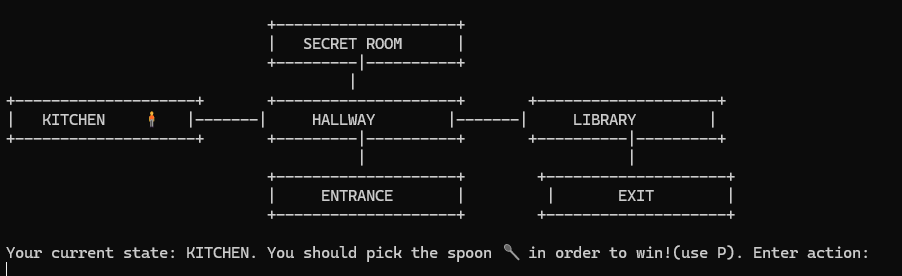 SECRET ROOM
KITCHEN HALLWAY LIBRARY
ENTRANCE EXIT
Your current state: KITCHEN. You should pick the spoon 🥄 in order to win!(use P). Enter action: